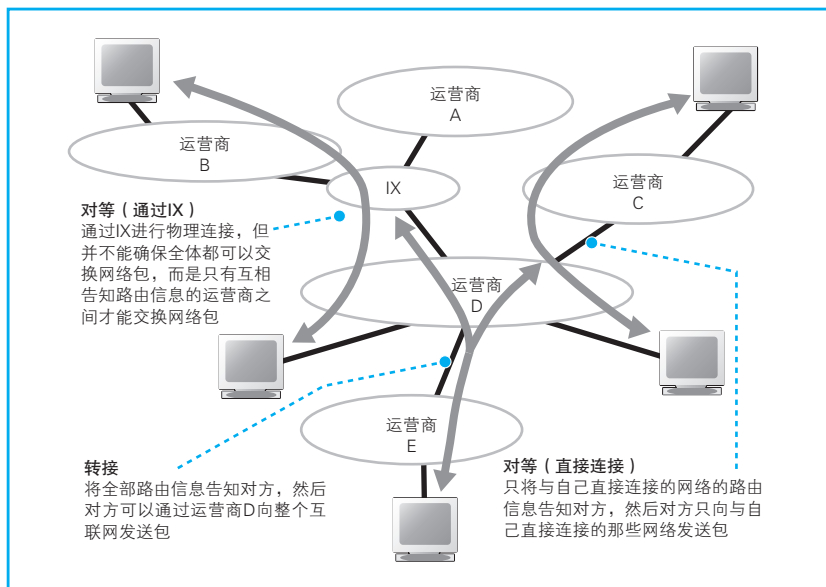 运营商
A
运营商
B
IX
运营商
C
对等（通过IX）
通过IX进行物理连接，但
并不能确保全体都可以交
换网络包，而是只有互相
告知路由信息的运营商之
间才能交换网络包
运营商
D
运营商
E
转接
将全部路由信息告知对方，然后
对方可以通过运营商D向整个互
联网发送包
对等（直接连接）
只将与自己直接连接的网络的路由
信息告知对方，然后对方只向与自
己直接连接的那些网络发送包